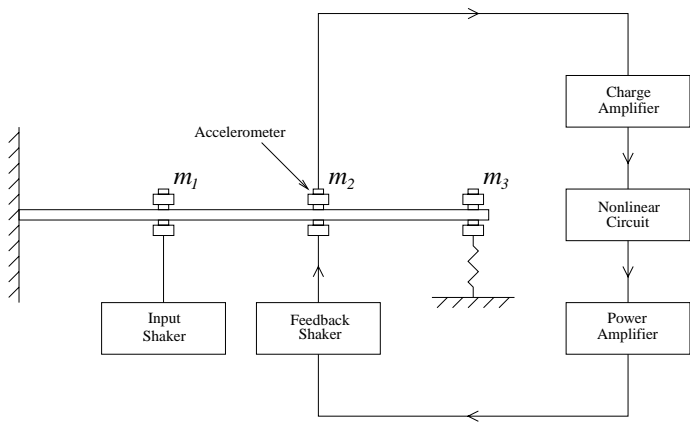 Charge
Amplifier
Accelerometer
m1
m2
m3
Nonlinear
Circuit
Input
Shaker
Feedback
Shaker
Power
Amplifier